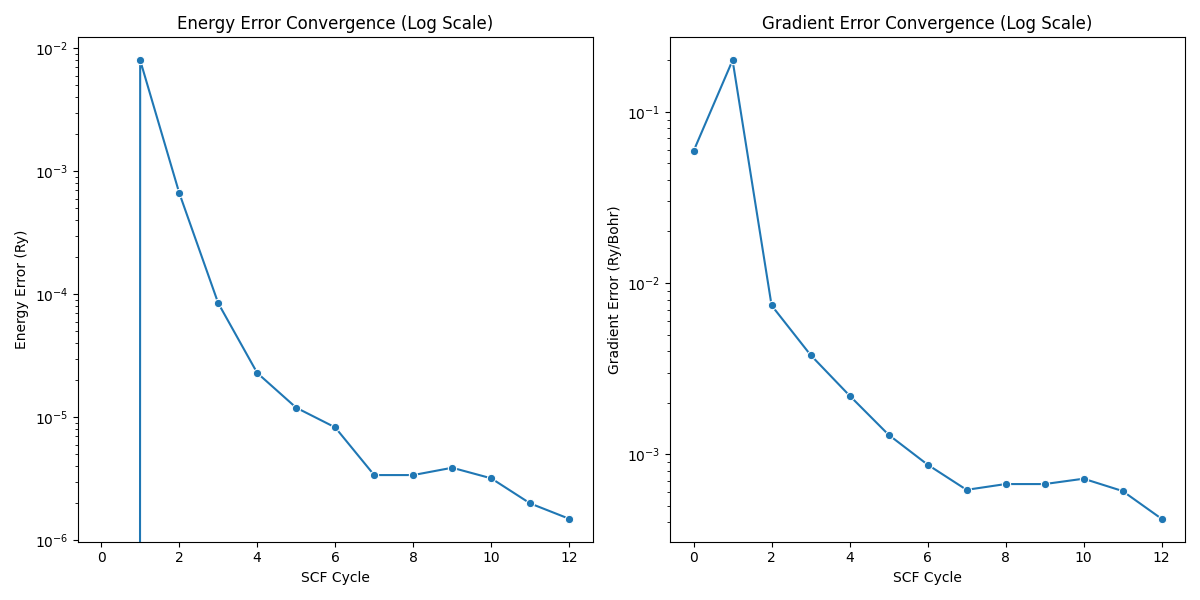 Energy Error Convergence (Log Scale)
10⁻²
10⁻³
10⁻⁴
10⁻⁵
10⁻⁶
Energy Error (Ry)
0 2 4 6 8 10 12
SCF Cycle
Gradient Error Convergence (Log Scale)
10⁻¹
10⁻²
10⁻³
Gradient Error (Ry/Bohr)
0 2 4 6 8 10 12
SCF Cycle